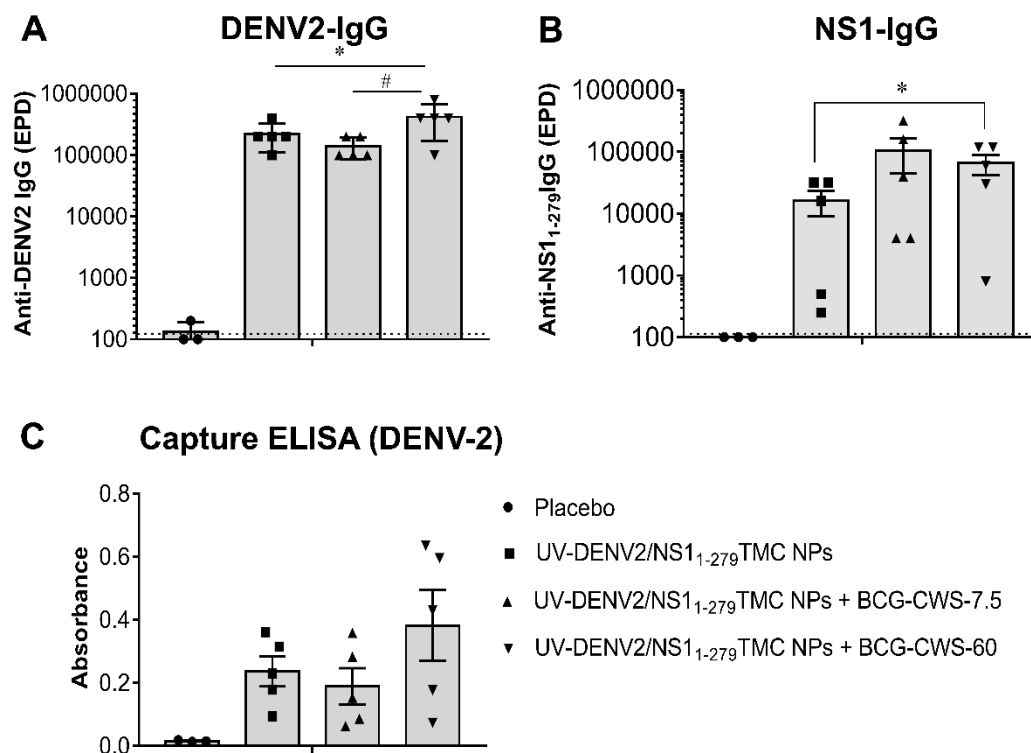 A
DENV2-IgG
Anti-DENV2 IgG (EPD)
1000000
100000
10000
1000
100
*
#
B
NS1-IgG
Anti-NS1₁₋₂₇₉IgG (EPD)
1000000
100000
10000
1000
100
*
C
Capture ELISA (DENV-2)
Absorbance
0.8
0.6
0.4
0.2
0.0
Placebo
UV-DENV2/NS1₁₋₂₇₉TMC NPs
UV-DENV2/NS1₁₋₂₇₉TMC NPs + BCG-CWS-7.5
UV-DENV2/NS1₁₋₂₇₉TMC NPs + BCG-CWS-60